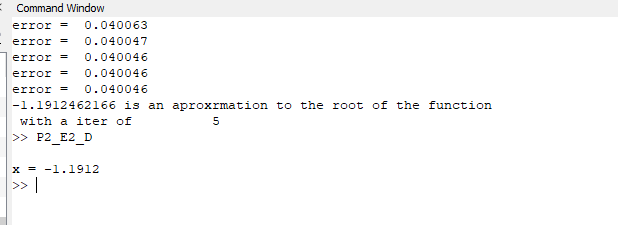 Command Window
error = 0.040063
error = 0.040047
error = 0.040046
error = 0.040046
error = 0.040046
-1.1912462166 is an aproxrmation to the root of the function
with a iter of 5
>> P2_E2_D
x = -1.1912
>>